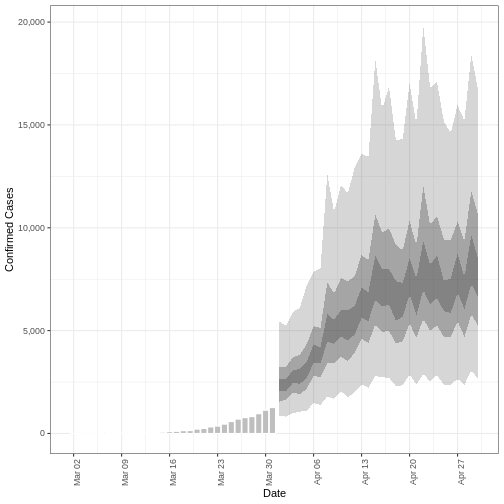 20,000
15,000
10,000
5,000
0
Confirmed Cases
Mar 02
Mar 09
Mar 16
Mar 23
Mar 30
Apr 06
Apr 13
Apr 20
Apr 27
Date